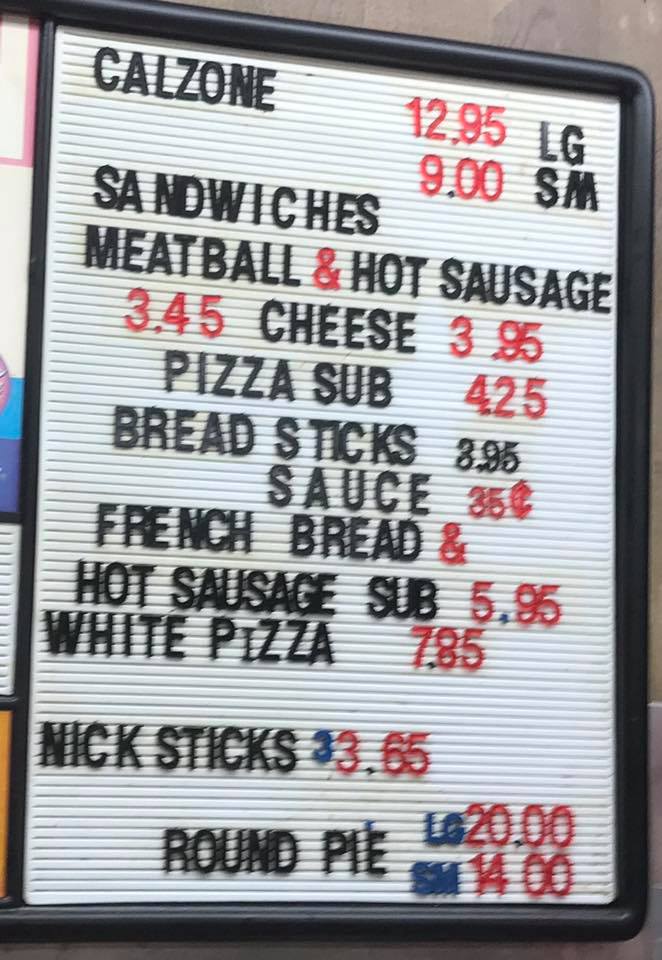 CALZONE
12.95 LG
9.00 SM
SANDWICHES
MEATBALL & HOT SAUSAGE
3.45 CHEESE 3.95
PIZZA SUB 4.25
BREAD STICKS 3.95
SAUCE 35¢
FRENCH BREAD &
HOT SAUSAGE SUB 5.95
WHITE PIZZA 7.85
NICK STICKS 3 3.65
ROUND PIE LG 20.00
SM 14 00